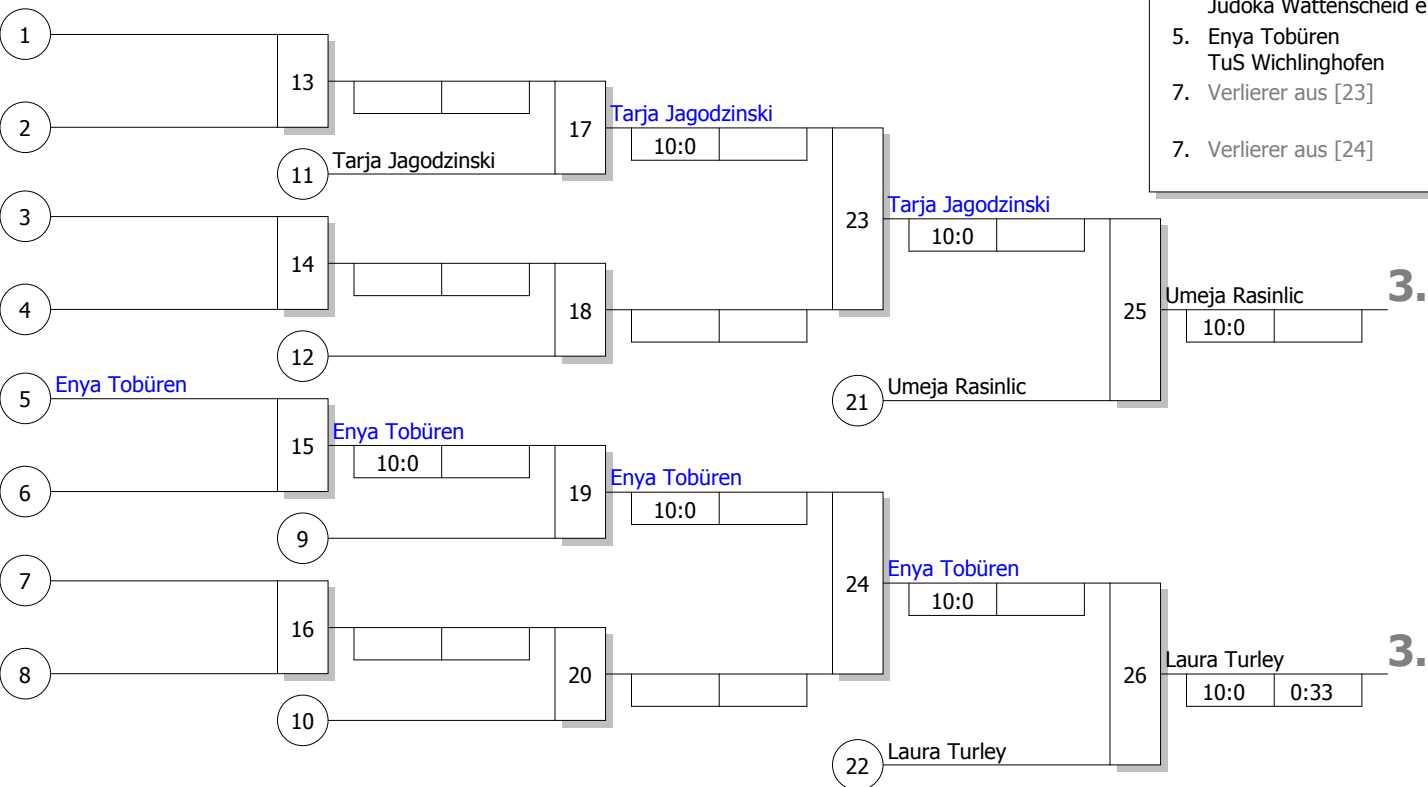 Judoka Wattenscheid e
5. Enya Tobüren
TuS Wichlinghofen
7. Verlierer aus [23]
7. Verlierer aus [24]
1
13
2
17
Tarja Jagodzinski
10:0
11
Tarja Jagodzinski
3
23
Tarja Jagodzinski
10:0
14
4
18
25
Umeja Rasinlic
10:0
3.
12
5
Enya Tobüren
21
Umeja Rasinlic
15
Enya Tobüren
10:0
6
19
Enya Tobüren
10:0
9
7
24
Enya Tobüren
10:0
16
8
20
26
Laura Turley
10:0
0:33
3.
10
22
Laura Turley